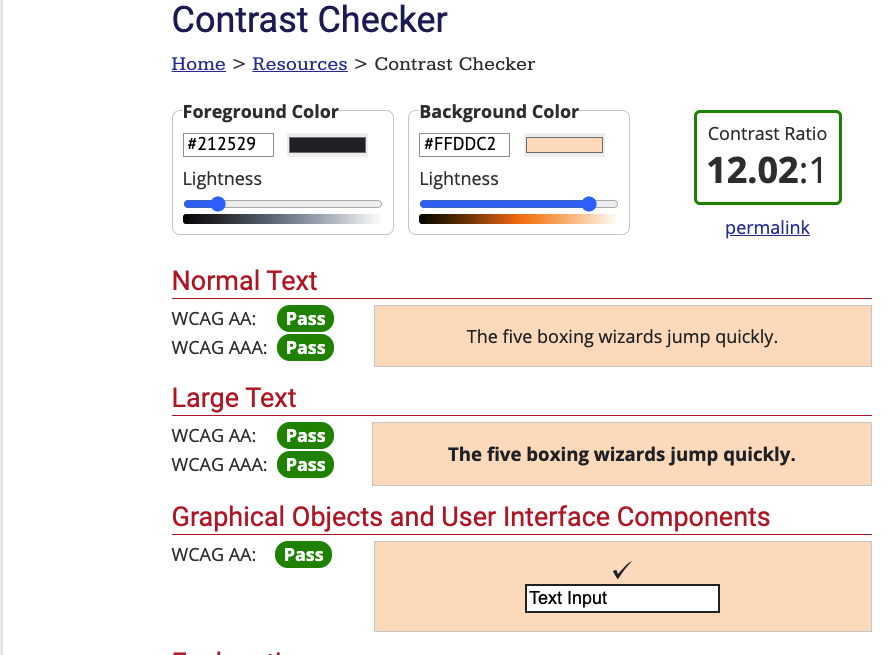 Contrast Checker
Home > Resources > Contrast Checker
Foreground Color
#212529
Lightness
Background Color
#FFDDC2
Lightness
Contrast Ratio
12.02:1
permalink
Normal Text
WCAG AA: Pass
WCAG AAA: Pass
The five boxing wizards jump quickly.
Large Text
WCAG AA: Pass
WCAG AAA: Pass
The five boxing wizards jump quickly.
Graphical Objects and User Interface Components
WCAG AA: Pass
✓
Text Input